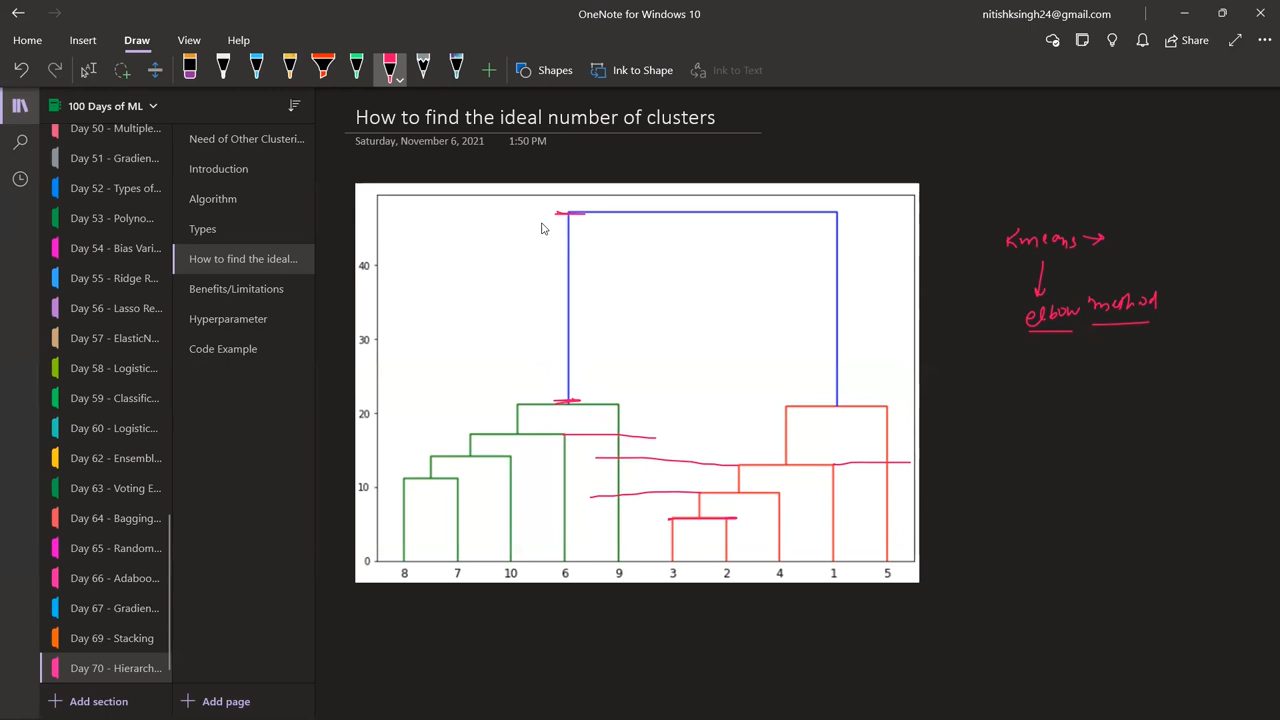 OneNote for Windows 10
nitishksingh24@gmail.com
Home Insert Draw View Help
Share
Shapes
Ink to Shape
Ink to Text
100 Days of ML
Day 50 - Multiple...
Day 51 - Gradien...
Day 52 - Types of...
Day 53 - Polyno...
Day 54 - Bias Vari...
Day 55 - Ridge R...
Day 56 - Lasso Re...
Day 57 - ElasticN...
Day 58 - Logistic...
Day 59 - Classific...
Day 60 - Logistic...
Day 62 - Ensembl...
Day 63 - Voting E...
Day 64 - Bagging...
Day 65 - Random...
Day 66 - Adaboo...
Day 67 - Gradien...
Day 69 - Stacking
Day 70 - Hierarch...
Add section
Need of Other Clusteri...
Introduction
Algorithm
Types
How to find the ideal...
Benefits/Limitations
Hyperparameter
Code Example
Add page
How to find the ideal number of clusters
Saturday, November 6, 2021 1:50 PM
40
30
20
10
0
8 7 10 6 9 3 2 4 1 5
Kmeans →
elbow method